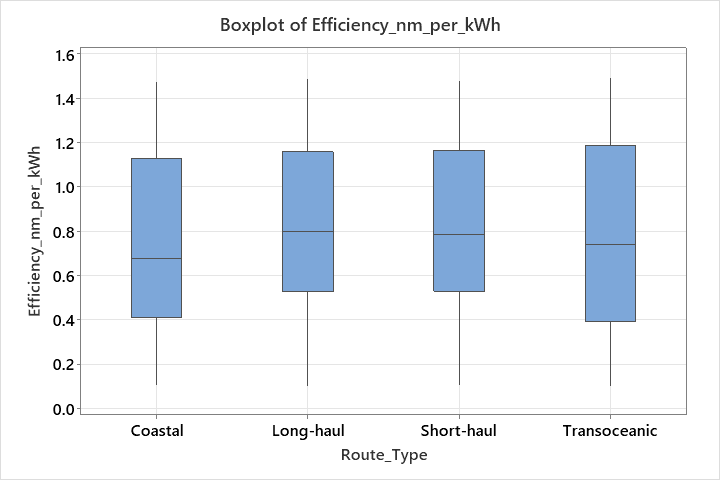 Boxplot of Efficiency_nm_per_kWh
Efficiency_nm_per_kWh
1.6
1.4
1.2
1.0
0.8
0.6
0.4
0.2
0.0
Coastal Long-haul Short-haul Transoceanic
Route_Type